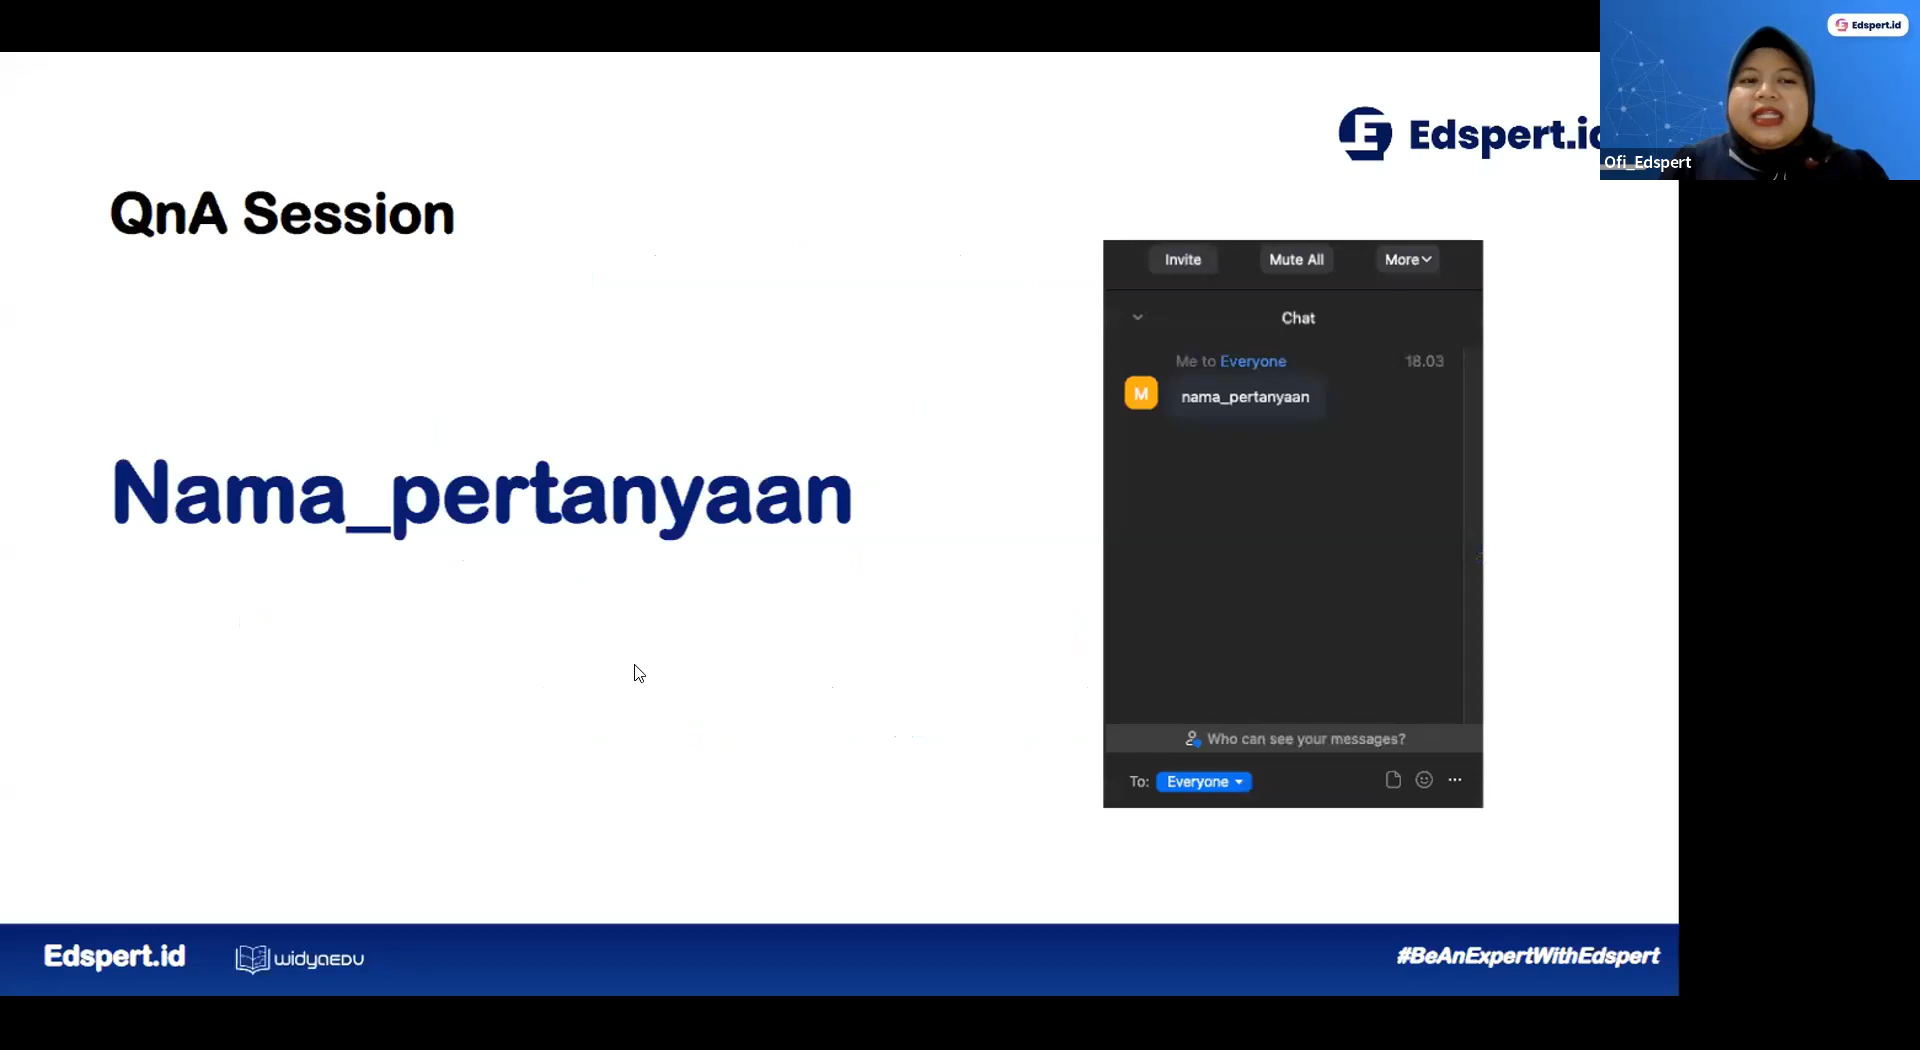 Edspert.id
Edspert.id
Ofi_Edspert
QnA Session
Nama_pertanyaan
Invite
Mute All
More
Chat
Me to Everyone
18.03
M
nama_pertanyaan
Who can see your messages?
To:
Everyone
Edspert.id
WIDYAEDU
#BeAnExpertWithEdspert